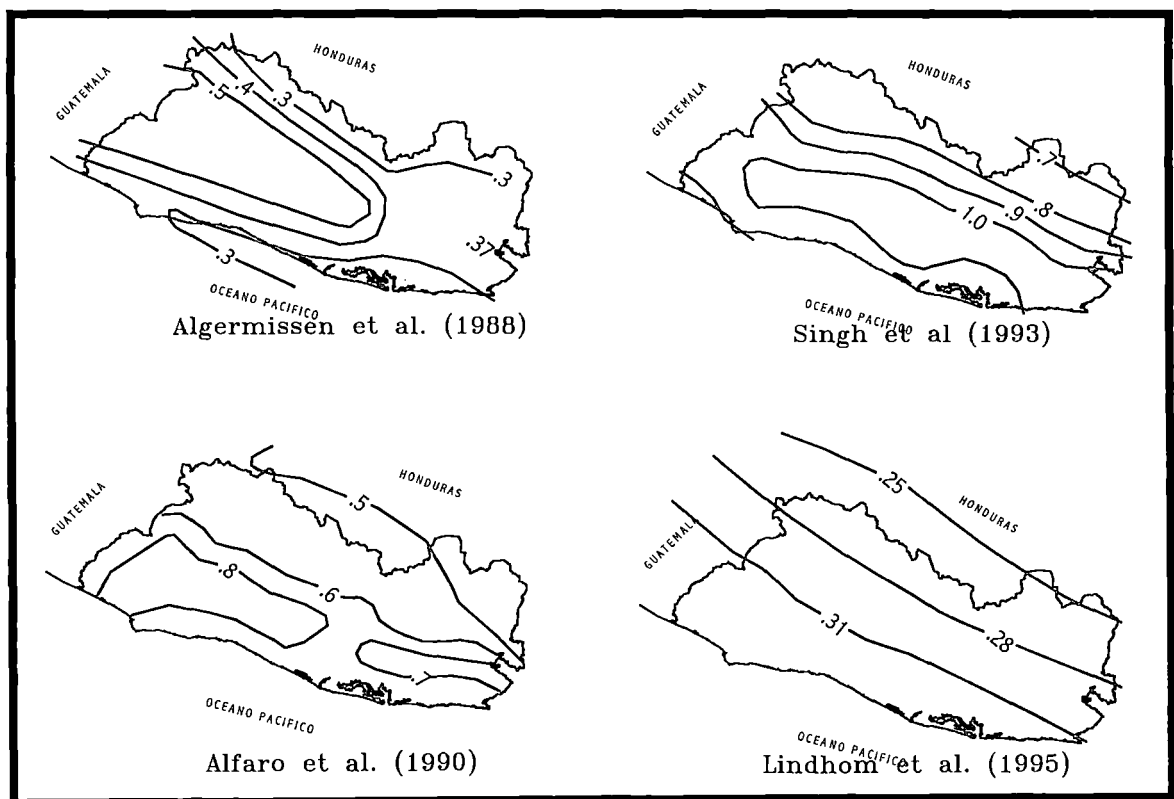 HONDURAS
GUATEMALA
.5
.4
.3
.3
.37
.3
OCEANO PACIFICO
Algermissen et al. (1988)
HONDURAS
GUATEMALA
.7
.8
.9
1.0
OCEANO PACIFICO
Singh et al (1993)
HONDURAS
GUATEMALA
.5
.6
.8
.7
OCEANO PACIFICO
Alfaro et al. (1990)
.25
HONDURAS
GUATEMALA
.31
.28
OCEANO PACIFICO
Lindhom et al. (1995)